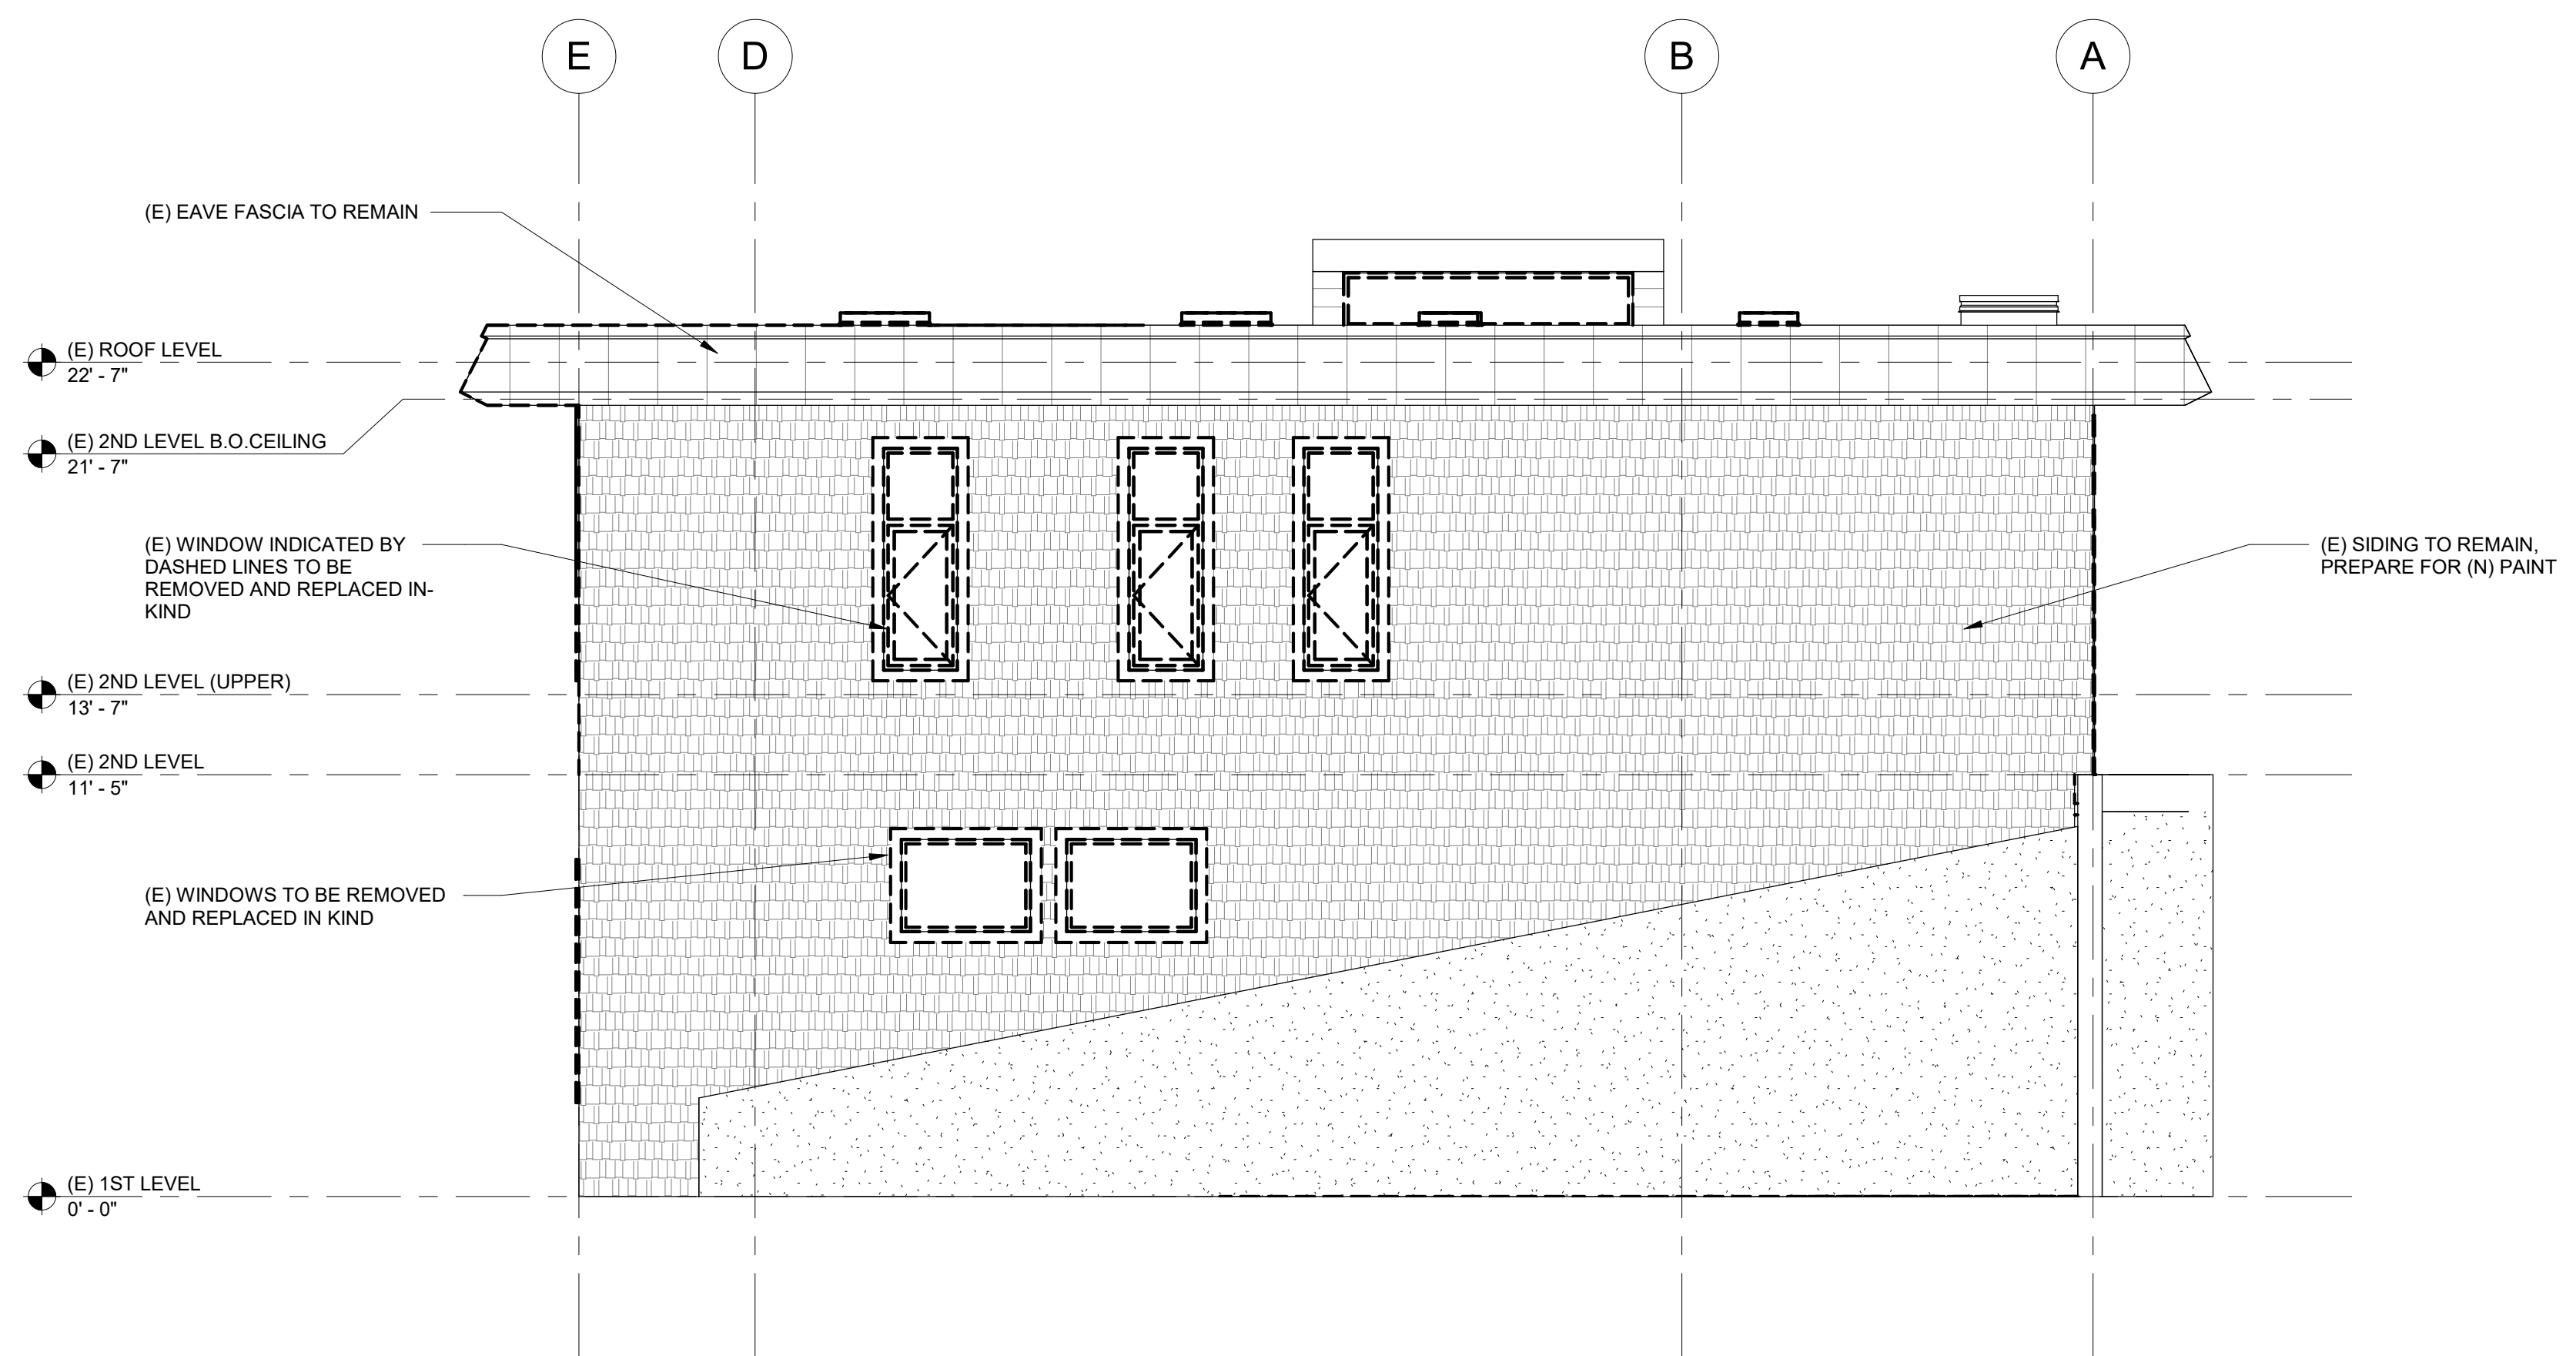 E
D
B
A
(E) EAVE FASCIA TO REMAIN
(E) ROOF LEVEL
22' - 7"
(E) 2ND LEVEL B.O.CEILING
21' - 7"
(E) WINDOW INDICATED BY
DASHED LINES TO BE
REMOVED AND REPLACED IN-
KIND
(E) SIDING TO REMAIN,
PREPARE FOR (N) PAINT
(E) 2ND LEVEL (UPPER)
13' - 7"
(E) 2ND LEVEL
11' - 5"
(E) WINDOWS TO BE REMOVED
AND REPLACED IN KIND
(E) 1ST LEVEL
0' - 0"